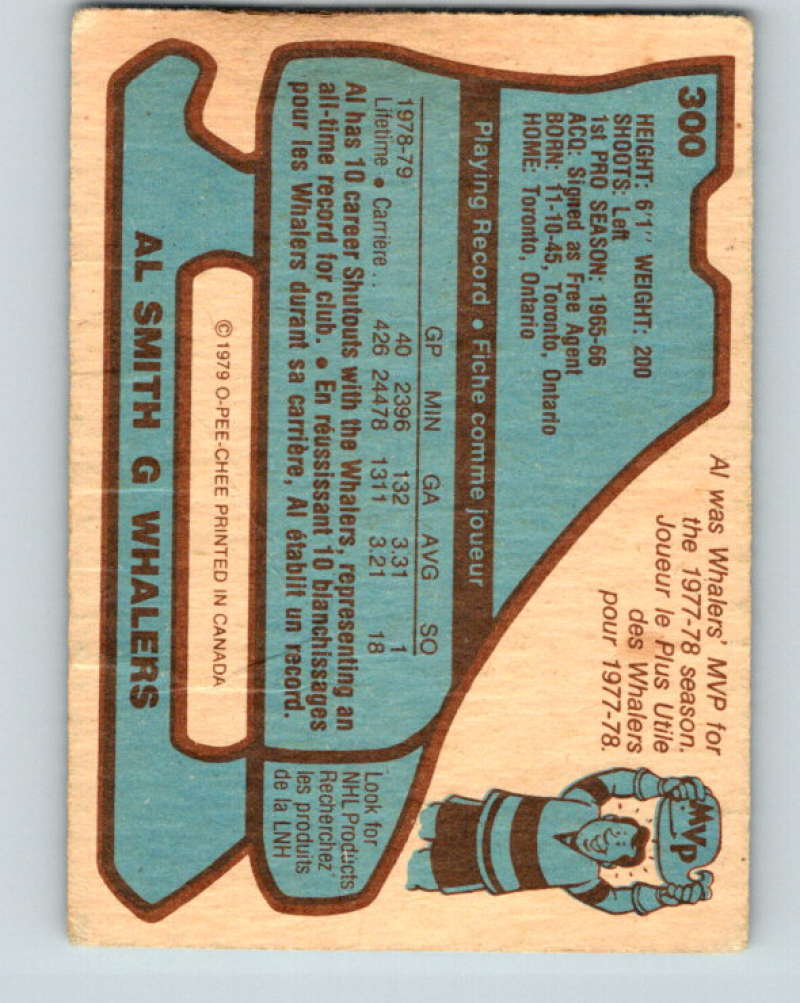 300
HEIGHT: 6'1" WEIGHT: 200
SHOOTS: Left
1st PRO SEASON: 1965-66
ACQ: Signed as Free Agent
BORN: 11-10-45, Toronto, Ontario
HOME: Toronto, Ontario
Al was Whalers' MVP for
the 1977-78 season.
Joueur le Plus Utile
des Whalers
pour 1977-78.
MVP
Playing Record • Fiche comme joueur
GP MIN GA AVG SO
1978-79 40 2396 132 3.31 1
Lifetime • Carrière .. 426 24478 1311 3.21 18
Al has 10 career Shutouts with the Whalers, representing an
all-time record for club. • En réussissant 10 blanchissages
pour les Whalers durant sa carrière, Al établit un record.
Look for
NHL Products
Recherchez
les produits
de la LNH
© 1979 O-PEE-CHEE PRINTED IN CANADA
AL SMITH G WHALERS